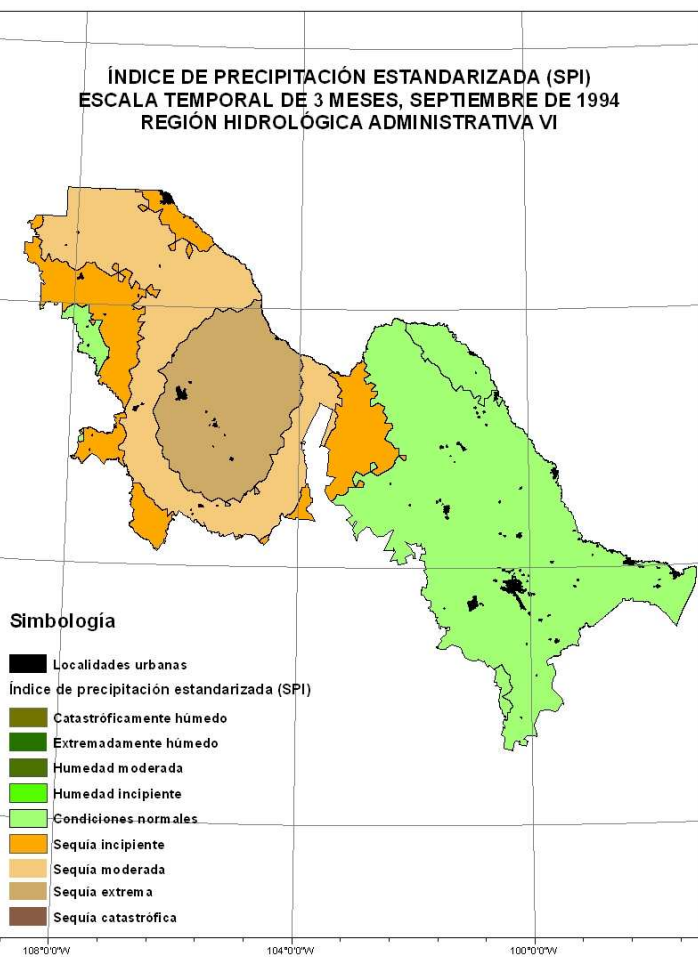 ÍNDICE DE PRECIPITACIÓN ESTANDARIZADA (SPI)
ESCALA TEMPORAL DE 3 MESES, SEPTIEMBRE DE 1994
REGIÓN HIDROLÓGICA ADMINISTRATIVA VI
Simbología
Localidades urbanas
Índice de precipitación estandarizada (SPI)
Catastróficamente húmedo
Extremadamente húmedo
Humedad moderada
Humedad incipiente
Condiciones normales
Sequía incipiente
Sequía moderada
Sequía extrema
Sequía catastrófica
108°0'0"W 104°0'0"W 100°0'0"W